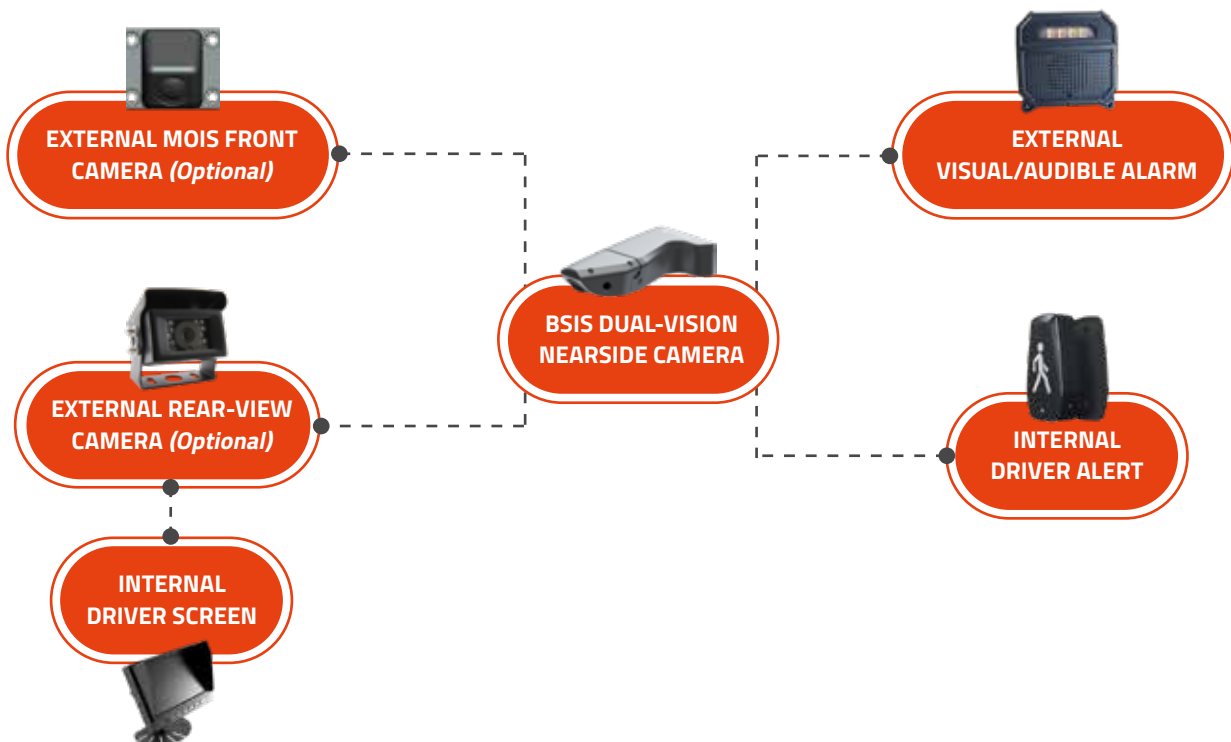 EXTERNAL MOIS FRONT
CAMERA (Optional)
EXTERNAL
VISUAL/AUDIBLE ALARM
BSIS DUAL-VISION
NEARSIDE CAMERA
EXTERNAL REAR-VIEW
CAMERA (Optional)
INTERNAL
DRIVER ALERT
INTERNAL
DRIVER SCREEN